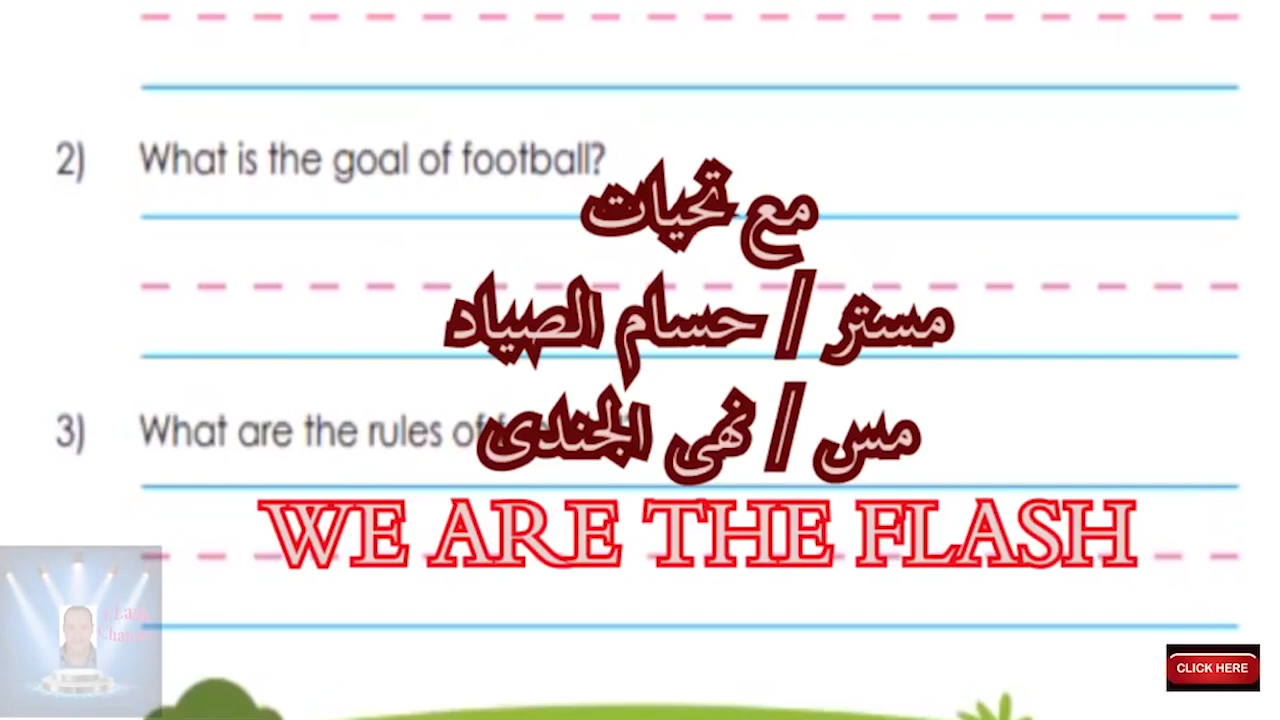 2) What is the goal of football?
مع تحيات
مستر / حسام الصياد
3) What are the rules of
مس / نهى الجندى
WE ARE THE FLASH
CLICK HERE